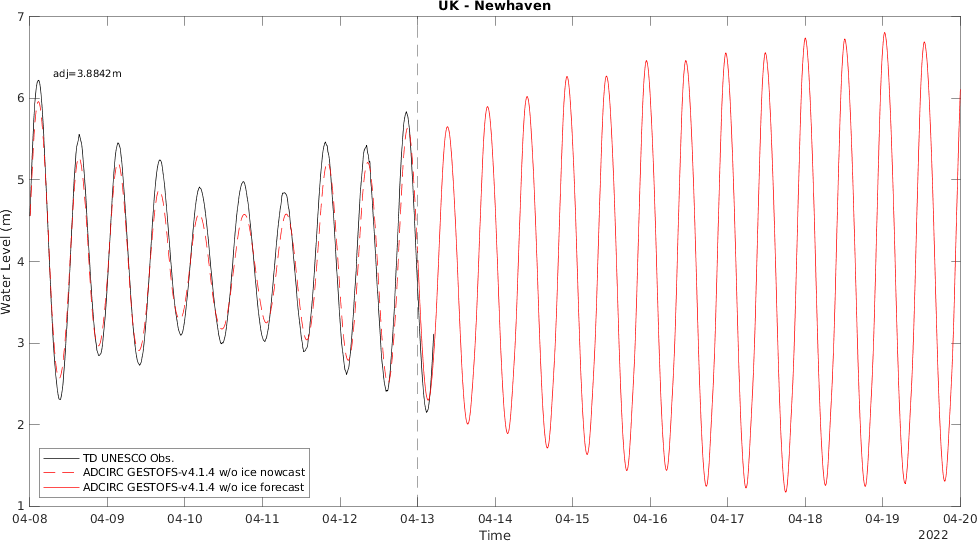 UK - Newhaven
7
adj=3.8842m
6
5
4
3
2
1
Water Level (m)
TD UNESCO Obs.
ADCIRC GESTOFS-v4.1.4 w/o ice nowcast
ADCIRC GESTOFS-v4.1.4 w/o ice forecast
04-08 04-09 04-10 04-11 04-12 04-13 04-14 04-15 04-16 04-17 04-18 04-19 04-20
Time
2022